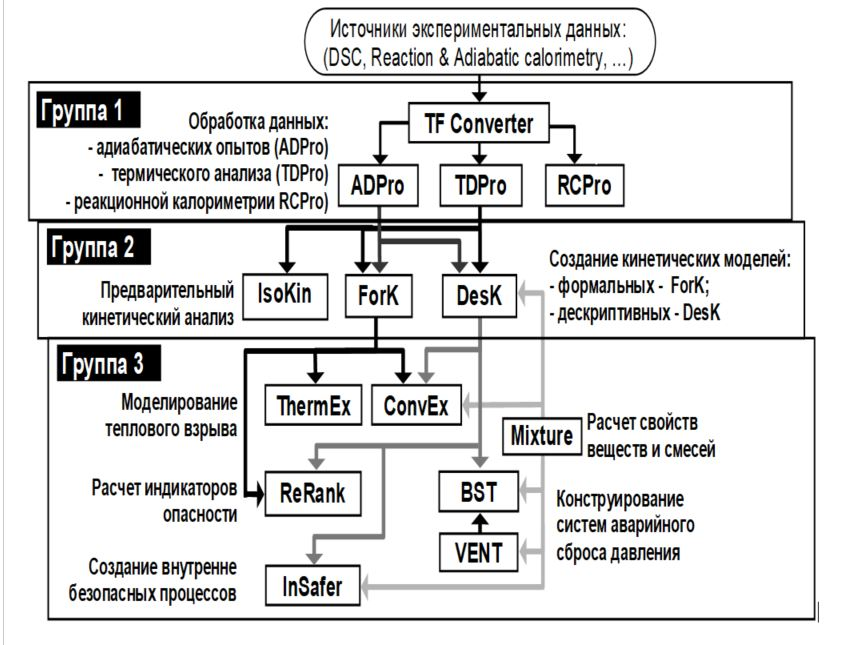 Источники экспериментальных данных:
(DSC, Reaction & Adiabatic calorimetry, ...)
Группа 1
TF Converter
Обработка данных:
- адиабатических опытов (ADPro)
- термического анализа (TDPro)
- реакционной калориметрии RCPro)
ADPro
TDPro
RCPro
Группа 2
Предварительный
кинетический анализ
IsoKin
ForK
DesK
Создание кинетических моделей:
- формальных - ForK;
- дескриптивных - DesK
Группа 3
Моделирование
теплового взрыва
ThermEx
ConvEx
Mixture
Расчет свойств
веществ и смесей
Расчет индикаторов
опасности
ReRank
BST
VENT
Конструирование
систем аварийного
сброса давления
Создание внутренне
безопасных процессов
InSafer